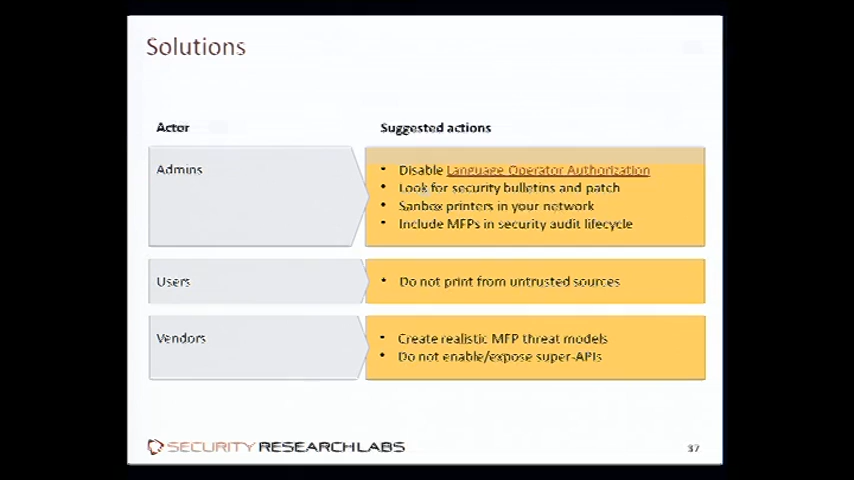 Solutions
Actor
Suggested actions
Admins
• Disable Language Operator Authorization
• Look for security bulletins and patch
• Sanbox printers in your network
• Include MFPs in security audit lifecycle
Users
• Do not print from untrusted sources
Vendors
• Create realistic MFP threat models
• Do not enable/expose super-APIs
SECURITY RESEARCH LABS
37